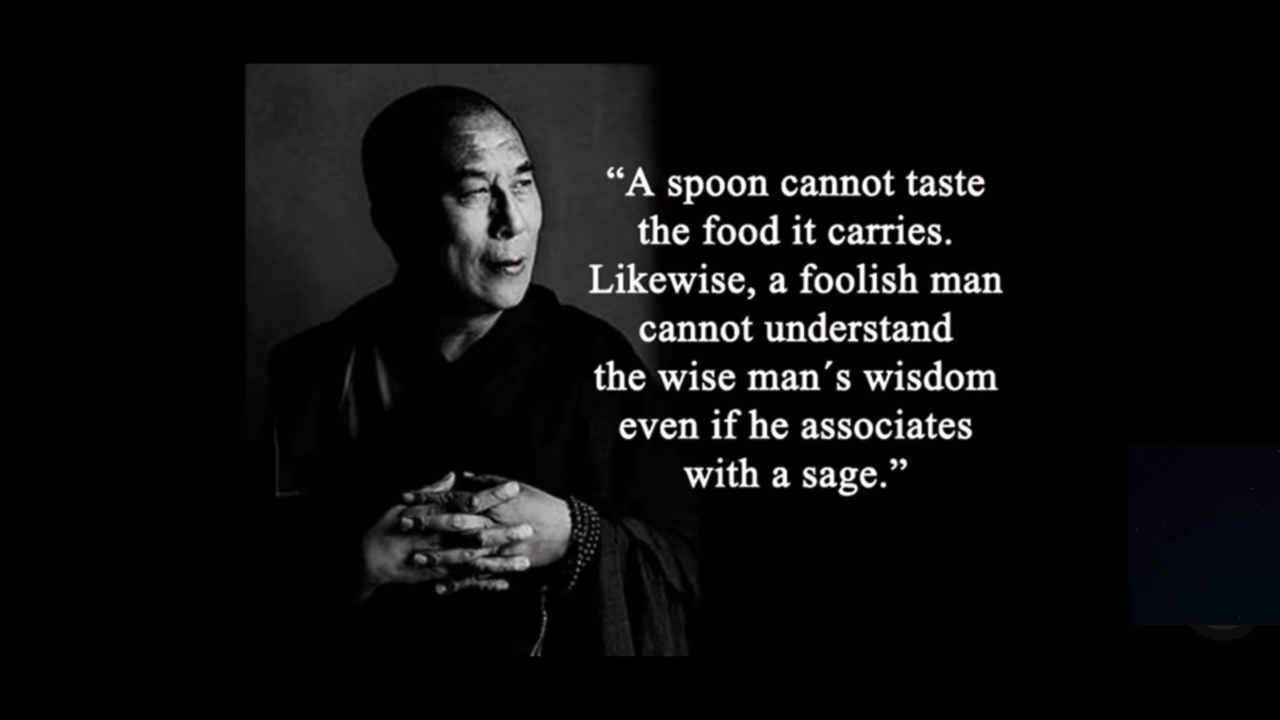 “A spoon cannot taste
the food it carries.
Likewise, a foolish man
cannot understand
the wise man´s wisdom
even if he associates
with a sage.”